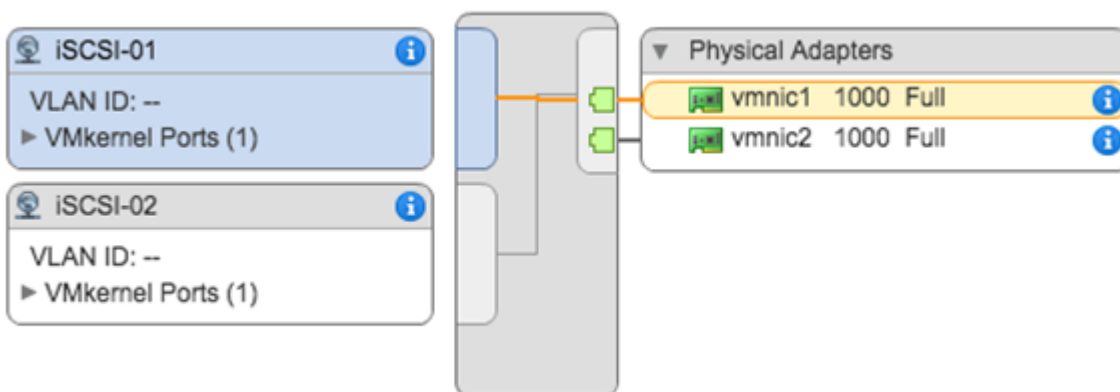 iSCSI-01
VLAN ID: --
VMkernel Ports (1)
iSCSI-02
VLAN ID: --
VMkernel Ports (1)
Physical Adapters
vmnic1 1000 Full
vmnic2 1000 Full